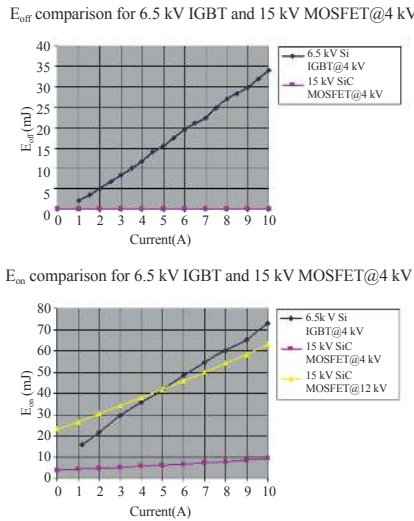 Eoff comparison for 6.5 kV IGBT and 15 kV MOSFET@4 kV
40
35
30
25
20
15
10
5
0
Eoff (mJ)
0 1 2 3 4 5 6 7 8 9 10
Current(A)
6.5 kV Si
IGBT@4 kV
15 kV SiC
MOSFET@4 kV
Eon comparison for 6.5 kV IGBT and 15 kV MOSFET@4 kV
80
70
60
50
40
30
20
10
0
Eon (mJ)
0 1 2 3 4 5 6 7 8 9 10
Current(A)
6.5k V Si
IGBT@4 kV
15 kV SiC
MOSFET@4 kV
15 kV SiC
MOSFET@12 kV